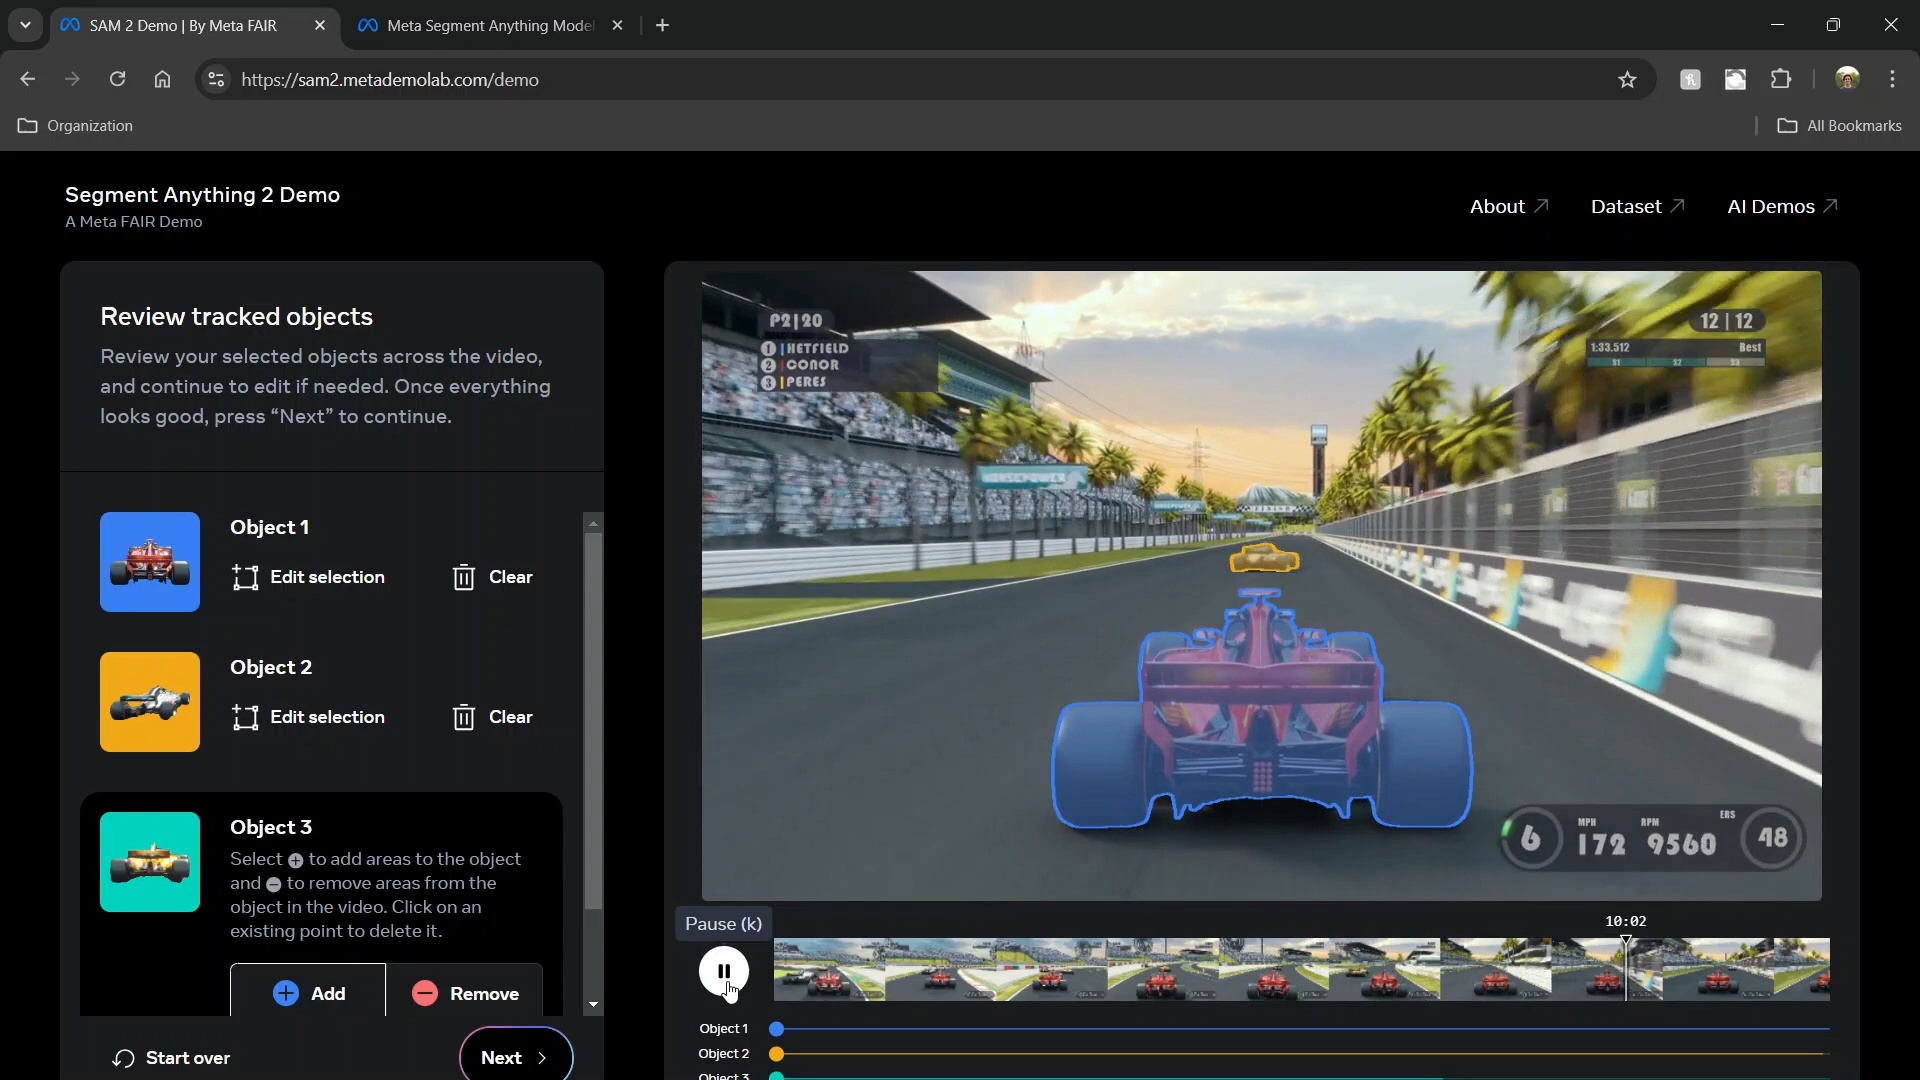 SAM 2 Demo | By Meta FAIR
Meta Segment Anything Mode
https://sam2.metademolab.com/demo
Organization
All Bookmarks
Segment Anything 2 Demo
A Meta FAIR Demo
About
Dataset
AI Demos
Review tracked objects
Review your selected objects across the video,
and continue to edit if needed. Once everything
looks good, press “Next” to continue.
Object 1
Edit selection
Clear
Object 2
Edit selection
Clear
Object 3
Select + to add areas to the object
and − to remove areas from the
object in the video. Click on an
existing point to delete it.
Add
Remove
Start over
Next
P2|20
1 HETFIELD
2 CONOR
3 PERES
12 | 12
1:33.512 Best
S1 S2 S3
FINISH
6
MPH
172
RPM
9560
ERS
48
Pause (k)
10:02
Object 1
Object 2
Object 3